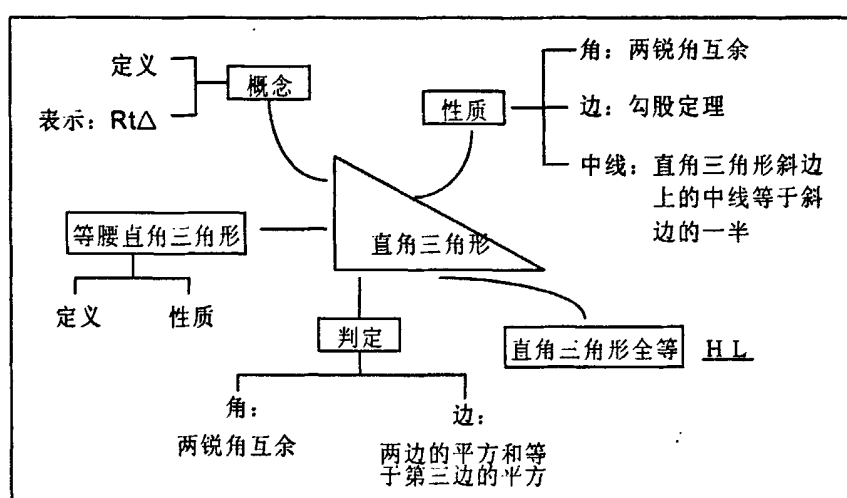 定义
概念
表示：Rt△
性质
角：两锐角互余
边：勾股定理
中线：直角三角形斜边
上的中线等于斜
边的一半
等腰直角三角形
直角三角形
定义
性质
判定
直角三角形全等
HL
角：
两锐角互余
边：
两边的平方和等
于第三边的平方